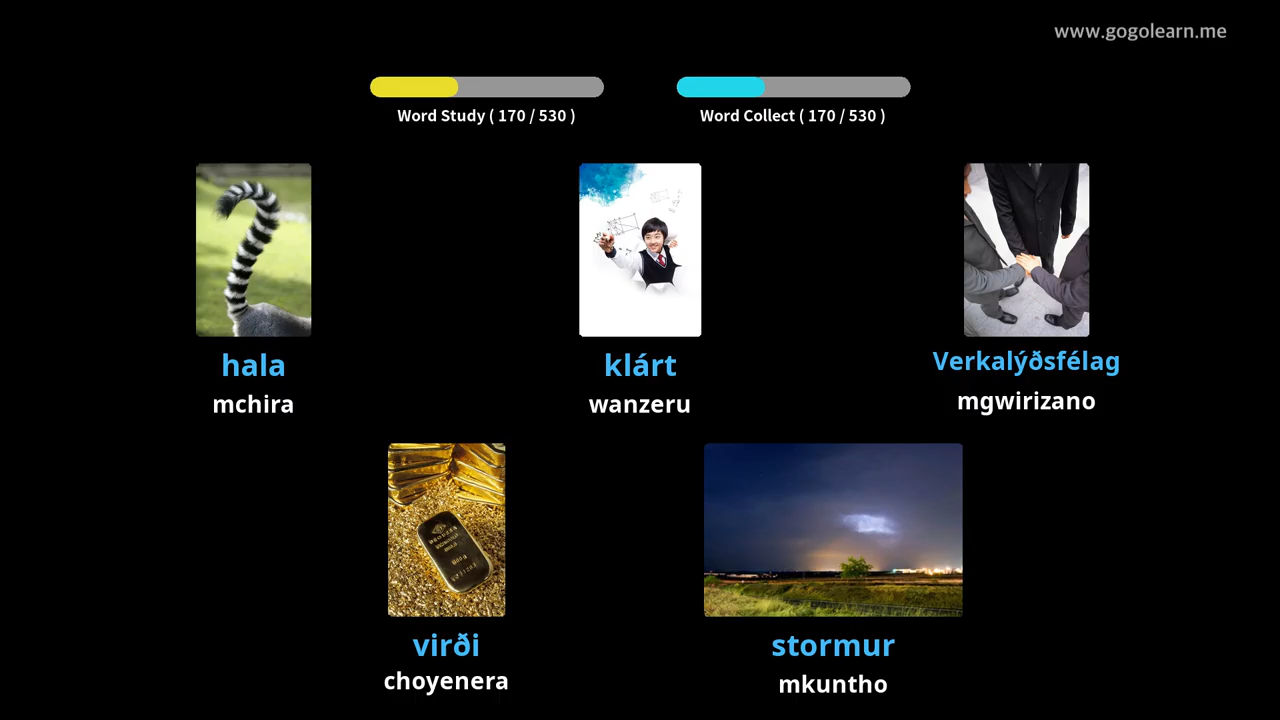 www.gogolearn.me
Word Study ( 170 / 530 )
Word Collect ( 170 / 530 )
hala
mchira
klárt
wanzeru
Verkalýðsfélag
mgwirizano
virði
choyenera
stormur
mkuntho